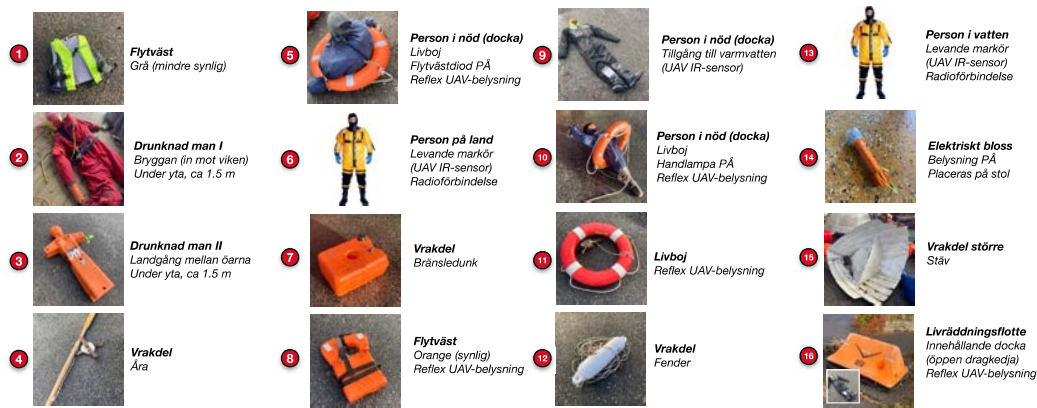 1
Flytväst
Grå (mindre synlig)
2
Drunknad man I
Bryggan (in mot viken)
Under yta, ca 1.5 m
3
Drunknad man II
Landgång mellan öarna
Under yta, ca 1.5 m
4
Vrakdel
Åra
5
Person i nöd (docka)
Livboj
Flytvästdiod PÅ
Reflex UAV-belysning
6
Person på land
Levande markör
(UAV IR-sensor)
Radioförbindelse
7
Vrakdel
Bränsledunk
8
Flytväst
Orange (synlig)
Reflex UAV-belysning
9
Person i nöd (docka)
Tillgång till varmvatten
(UAV IR-sensor)
10
Person i nöd (docka)
Livboj
Handlampa PÅ
Reflex UAV-belysning
11
Livboj
Reflex UAV-belysning
12
Vrakdel
Fender
13
Person i vatten
Levande markör
(UAV IR-sensor)
Radioförbindelse
14
Elektriskt bloss
Belysning PÅ
Placeras på stol
15
Vrakdel större
Stäv
16
Livräddningsflotte
Innehållande docka
(öppen dragkedja)
Reflex UAV-belysning